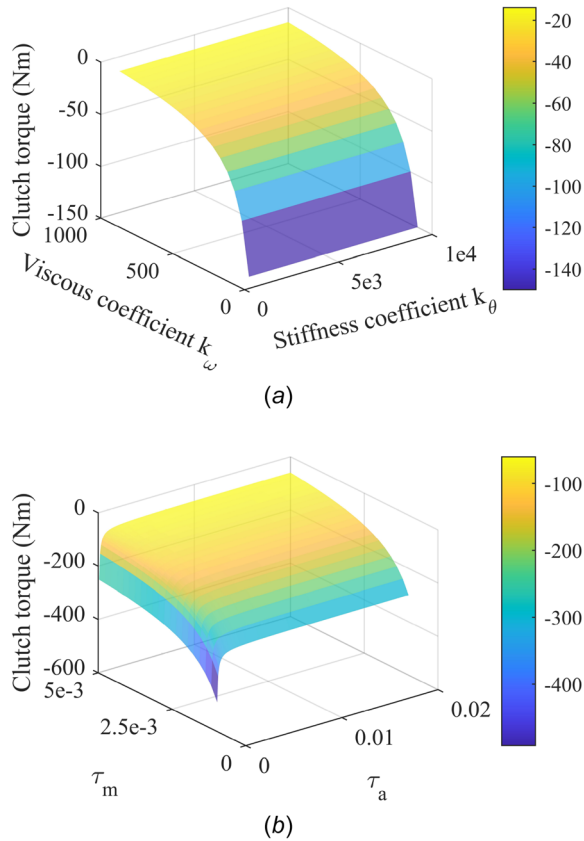 Clutch torque (Nm)
0
-50
-100
-150
1000
500
0
Viscous coefficient k_ω
0
5e3
1e4
Stiffness coefficient k_θ
-20
-40
-60
-80
-100
-120
-140
(a)
Clutch torque (Nm)
0
-200
-400
-600
5e-3
2.5e-3
0
τ_m
0
0.01
0.02
τ_a
-100
-200
-300
-400
(b)